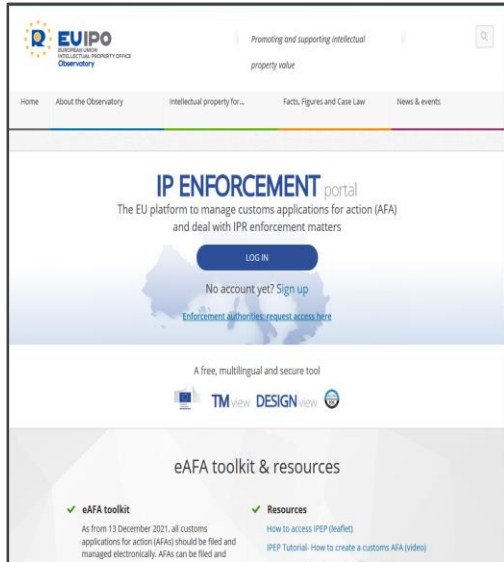 EUIPO
EUROPEAN UNION
INTELLECTUAL PROPERTY OFFICE
Observatory
Promoting and supporting intellectual
property value
Home About the Observatory Intellectual property for... Facts, Figures and Case Law News & events
IP ENFORCEMENT portal
The EU platform to manage customs applications for action (AFA)
and deal with IPR enforcement matters
LOG IN
No account yet? Sign up
Enforcement authorities: request access here
A free, multilingual and secure tool
TMview DESIGNview
eAFA toolkit & resources
eAFA toolkit
As from 13 December 2021, all customs
applications for action (AFAs) should be filed and
managed electronically. AFAs can be filed and
Resources
How to access IPEP (leaflet)
IPEP Tutorial- How to create a customs AFA (video)